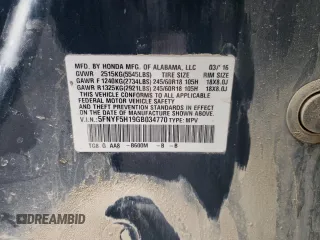 MFD. BY HONDA MFG. OF ALABAMA, LLC 03/16
GVWR 2515KG(5545LBS) TIRE SIZE RIM SIZE
GAWR F 1240KG(2734LBS) 245/60R18 105H 18X8.0J
GAWR R 1325KG(2921LBS) 245/60R18 105H 18X8.0J
THIS VEHICLE CONFORMS TO ALL APPLICABLE
FEDERAL MOTOR VEHICLE SAFETY AND THEFT
PREVENTION STANDARDS IN EFFECT ON THE
DATE OF MANUFACTURE SHOWN ABOVE.
V.I.N.: 5FNYF5H19GB034770 TYPE: MPV
AA8 -B600M -B -B
DREAMBID